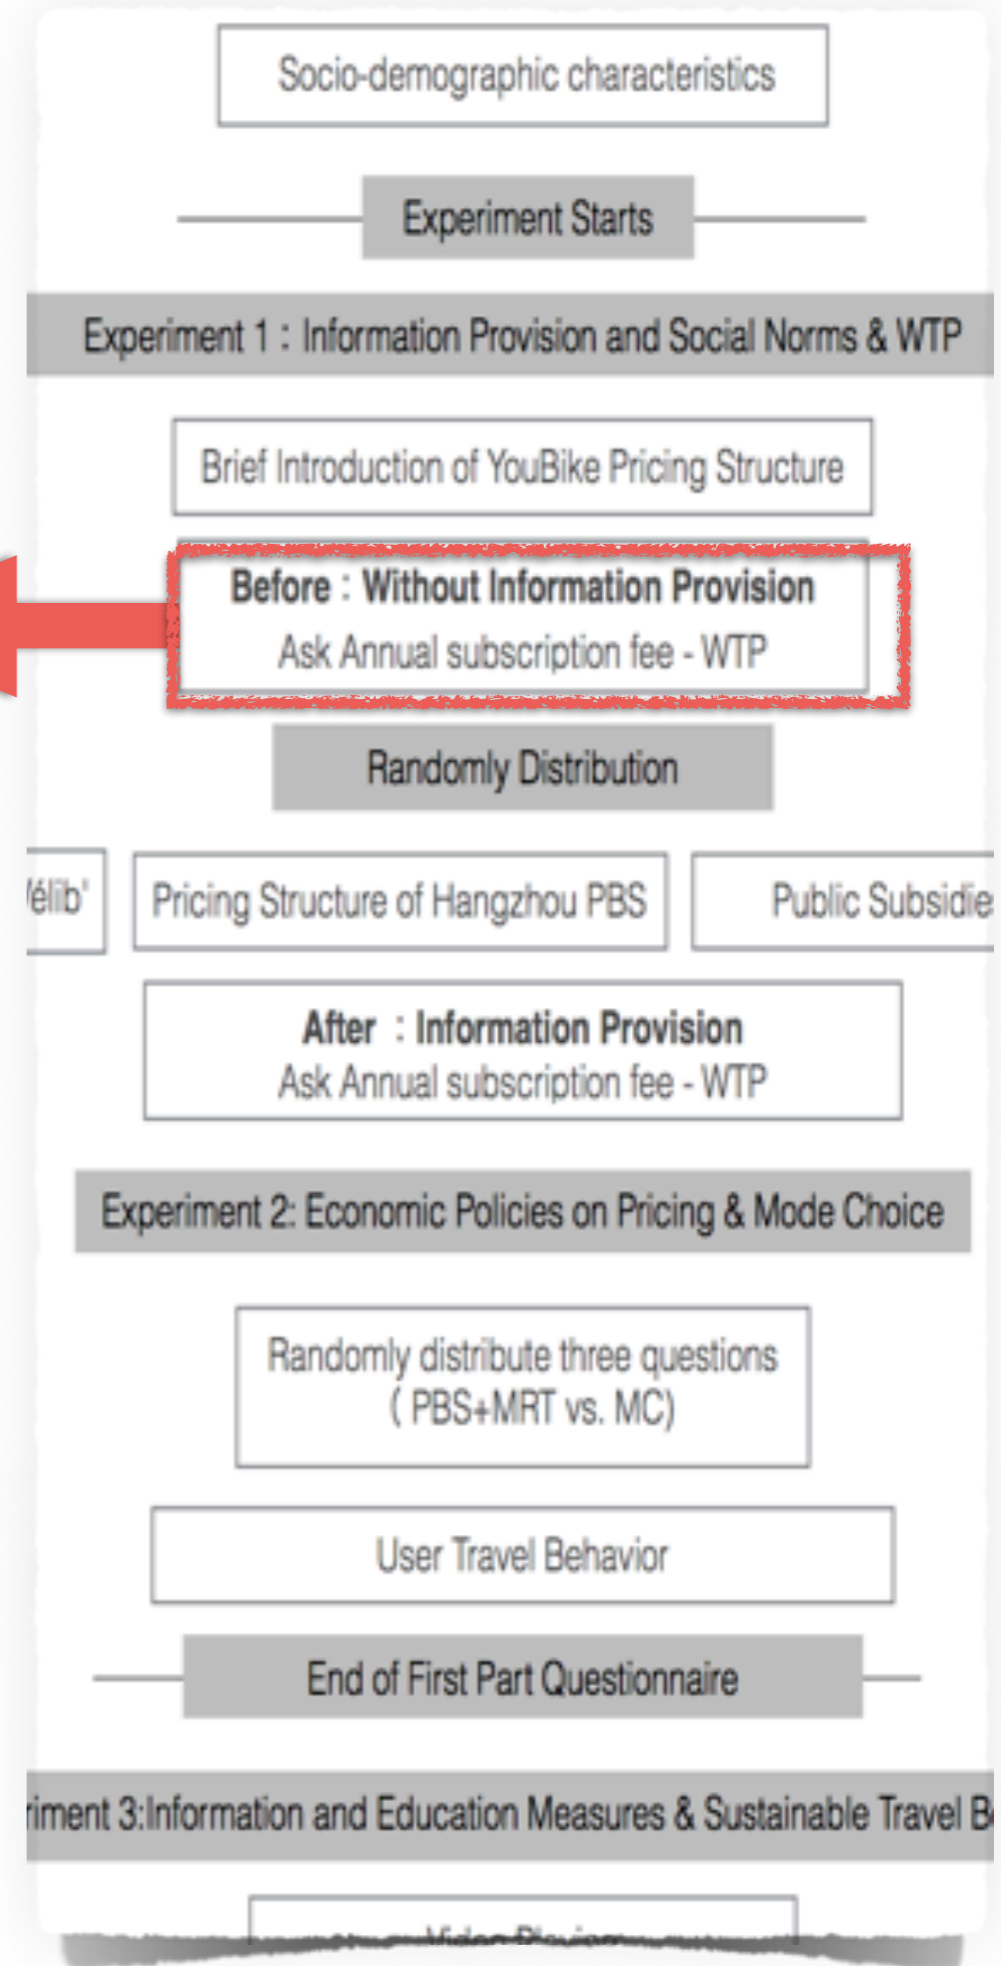 Socio-demographic characteristics
Experiment Starts
Experiment 1 : Information Provision and Social Norms & WTP
Brief Introduction of YouBike Pricing Structure
Before : Without Information Provision
Ask Annual subscription fee - WTP
Randomly Distribution
élib' Pricing Structure of Hangzhou PBS Public Subsidie
After : Information Provision
Ask Annual subscription fee - WTP
Experiment 2: Economic Policies on Pricing & Mode Choice
Randomly distribute three questions
( PBS+MRT vs. MC)
User Travel Behavior
End of First Part Questionnaire
riment 3:Information and Education Measures & Sustainable Travel B